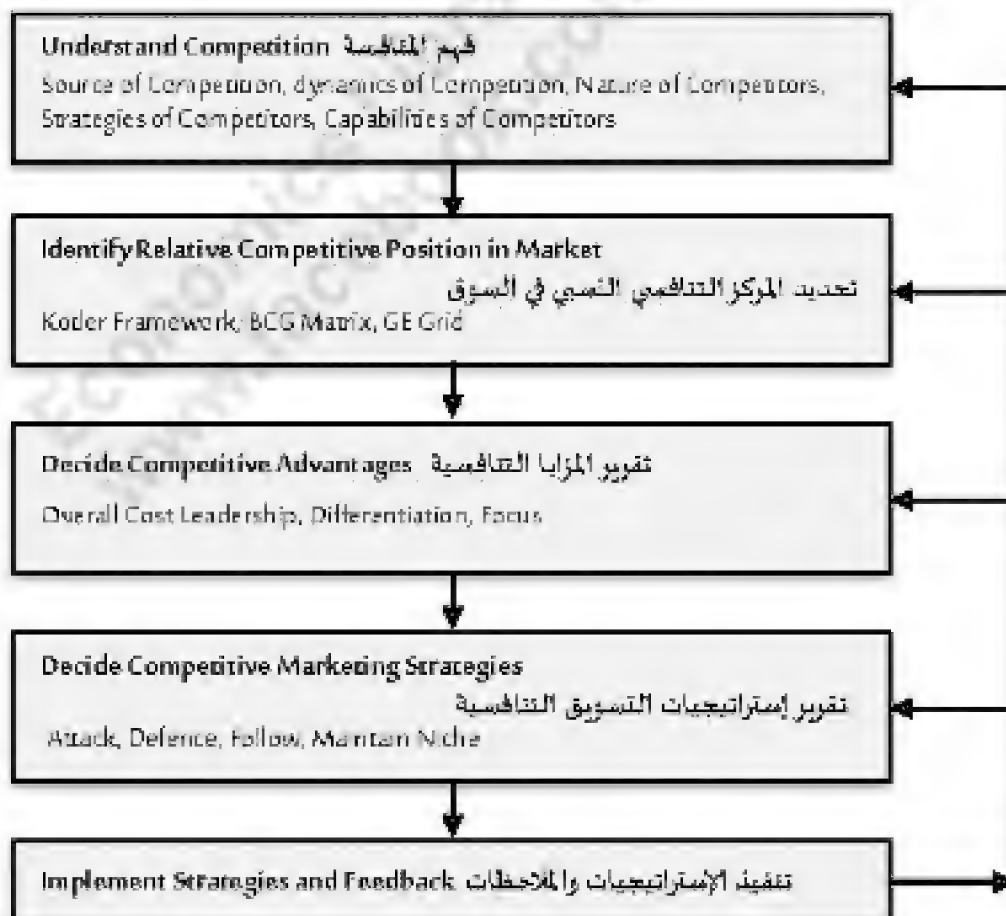 Understand Competition فهم المنافسة
Source of Competition, dynamics of Competition, Nature of Competitors,
Strategies of Competitors, Capabilities of Competitors
Identify Relative Competitive Position in Market
تحديد المركز التنافسي النسبي في السوق
Kotler Framework, BCG Matrix, GE Grid
Decide Competitive Advantages تقرير المزايا التنافسية
Overall Cost Leadership, Differentiation, Focus
Decide Competitive Marketing Strategies
تقرير إستراتيجيات التسويق التنافسية
Attack, Defence, Follow, Maintain Niche
Implement Strategies and Feedback تنفيذ الإستراتيجيات والملاحظات